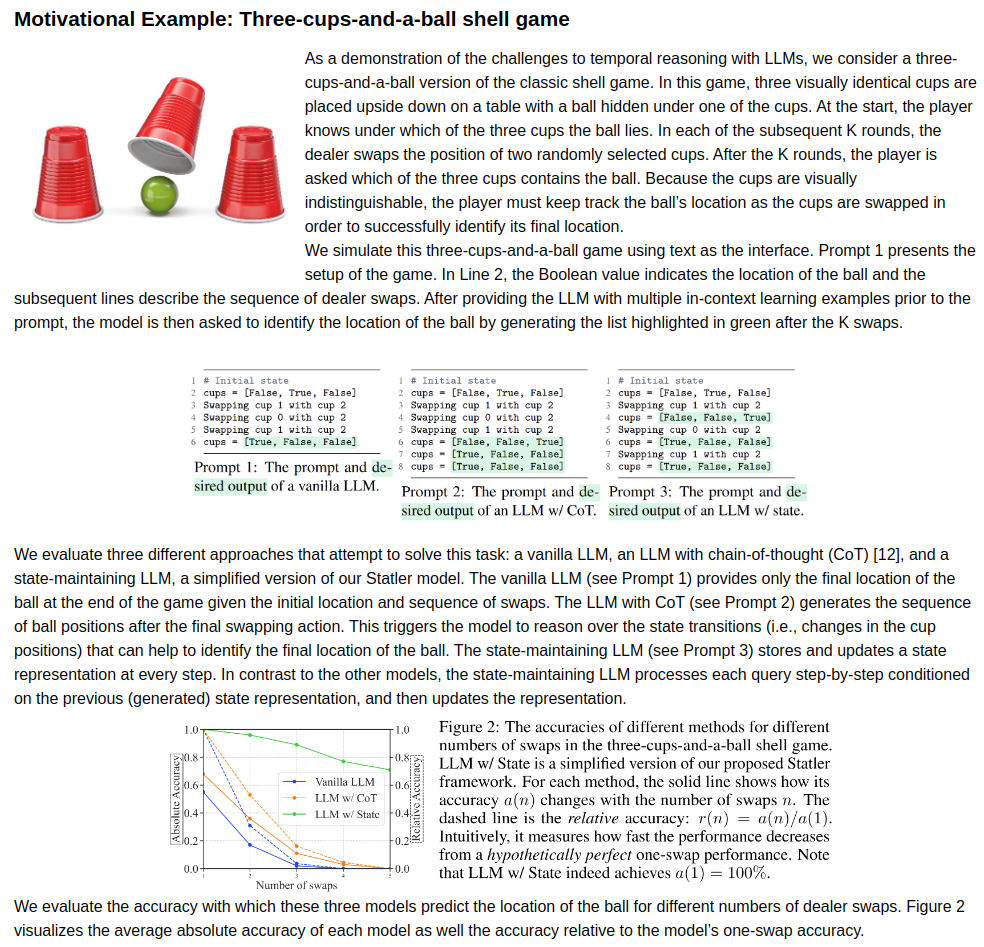 Motivational Example: Three-cups-and-a-ball shell game
As a demonstration of the challenges to temporal reasoning with LLMs, we consider a three-
cups-and-a-ball version of the classic shell game. In this game, three visually identical cups are
placed upside down on a table with a ball hidden under one of the cups. At the start, the player
knows under which of the three cups the ball lies. In each of the subsequent K rounds, the
dealer swaps the position of two randomly selected cups. After the K rounds, the player is
asked which of the three cups contains the ball. Because the cups are visually
indistinguishable, the player must keep track the ball's location as the cups are swapped in
order to successfully identify its final location.
We simulate this three-cups-and-a-ball game using text as the interface. Prompt 1 presents the
setup of the game. In Line 2, the Boolean value indicates the location of the ball and the
subsequent lines describe the sequence of dealer swaps. After providing the LLM with multiple in-context learning examples prior to the
prompt, the model is then asked to identify the location of the ball by generating the list highlighted in green after the K swaps.
1 # Initial state
2 cups = [False, True, False]
3 Swapping cup 1 with cup 2
4 Swapping cup 0 with cup 2
5 Swapping cup 1 with cup 2
6 cups = [True, False, False]
Prompt 1: The prompt and de-
sired output of a vanilla LLM.
1 # Initial state
2 cups = [False, True, False]
3 Swapping cup 1 with cup 2
4 Swapping cup 0 with cup 2
5 Swapping cup 1 with cup 2
6 cups = [False, False, True]
7 cups = [True, False, False]
8 cups = [True, False, False]
Prompt 2: The prompt and de-
sired output of an LLM w/ CoT.
1 # Initial state
2 cups = [False, True, False]
3 Swapping cup 1 with cup 2
4 cups = [False, False, True]
5 Swapping cup 0 with cup 2
6 cups = [True, False, False]
7 Swapping cup 1 with cup 2
8 cups = [True, False, False]
Prompt 3: The prompt and de-
sired output of an LLM w/ state.
We evaluate three different approaches that attempt to solve this task: a vanilla LLM, an LLM with chain-of-thought (CoT) [12], and a
state-maintaining LLM, a simplified version of our Statler model. The vanilla LLM (see Prompt 1) provides only the final location of the
ball at the end of the game given the initial location and sequence of swaps. The LLM with CoT (see Prompt 2) generates the sequence
of ball positions after the final swapping action. This triggers the model to reason over the state transitions (i.e., changes in the cup
positions) that can help to identify the final location of the ball. The state-maintaining LLM (see Prompt 3) stores and updates a state
representation at every step. In contrast to the other models, the state-maintaining LLM processes each query step-by-step conditioned
on the previous (generated) state representation, and then updates the representation.
Absolute Accuracy
1.0
0.8
0.6
0.4
0.2
0.0
Vanilla LLM
LLM w/ CoT
LLM w/ State
1.0
0.8
0.6
0.4
0.2
0.0
Relative Accuracy
1 2 3 4 5
Number of swaps
Figure 2: The accuracies of different methods for different
numbers of swaps in the three-cups-and-a-ball shell game.
LLM w/ State is a simplified version of our proposed Statler
framework. For each method, the solid line shows how its
accuracy a(n) changes with the number of swaps n. The
dashed line is the relative accuracy: r(n) = a(n)/a(1).
Intuitively, it measures how fast the performance decreases
from a hypothetically perfect one-swap performance. Note
that LLM w/ State indeed achieves a(1) = 100%.
We evaluate the accuracy with which these three models predict the location of the ball for different numbers of dealer swaps. Figure 2
visualizes the average absolute accuracy of each model as well the accuracy relative to the model's one-swap accuracy.